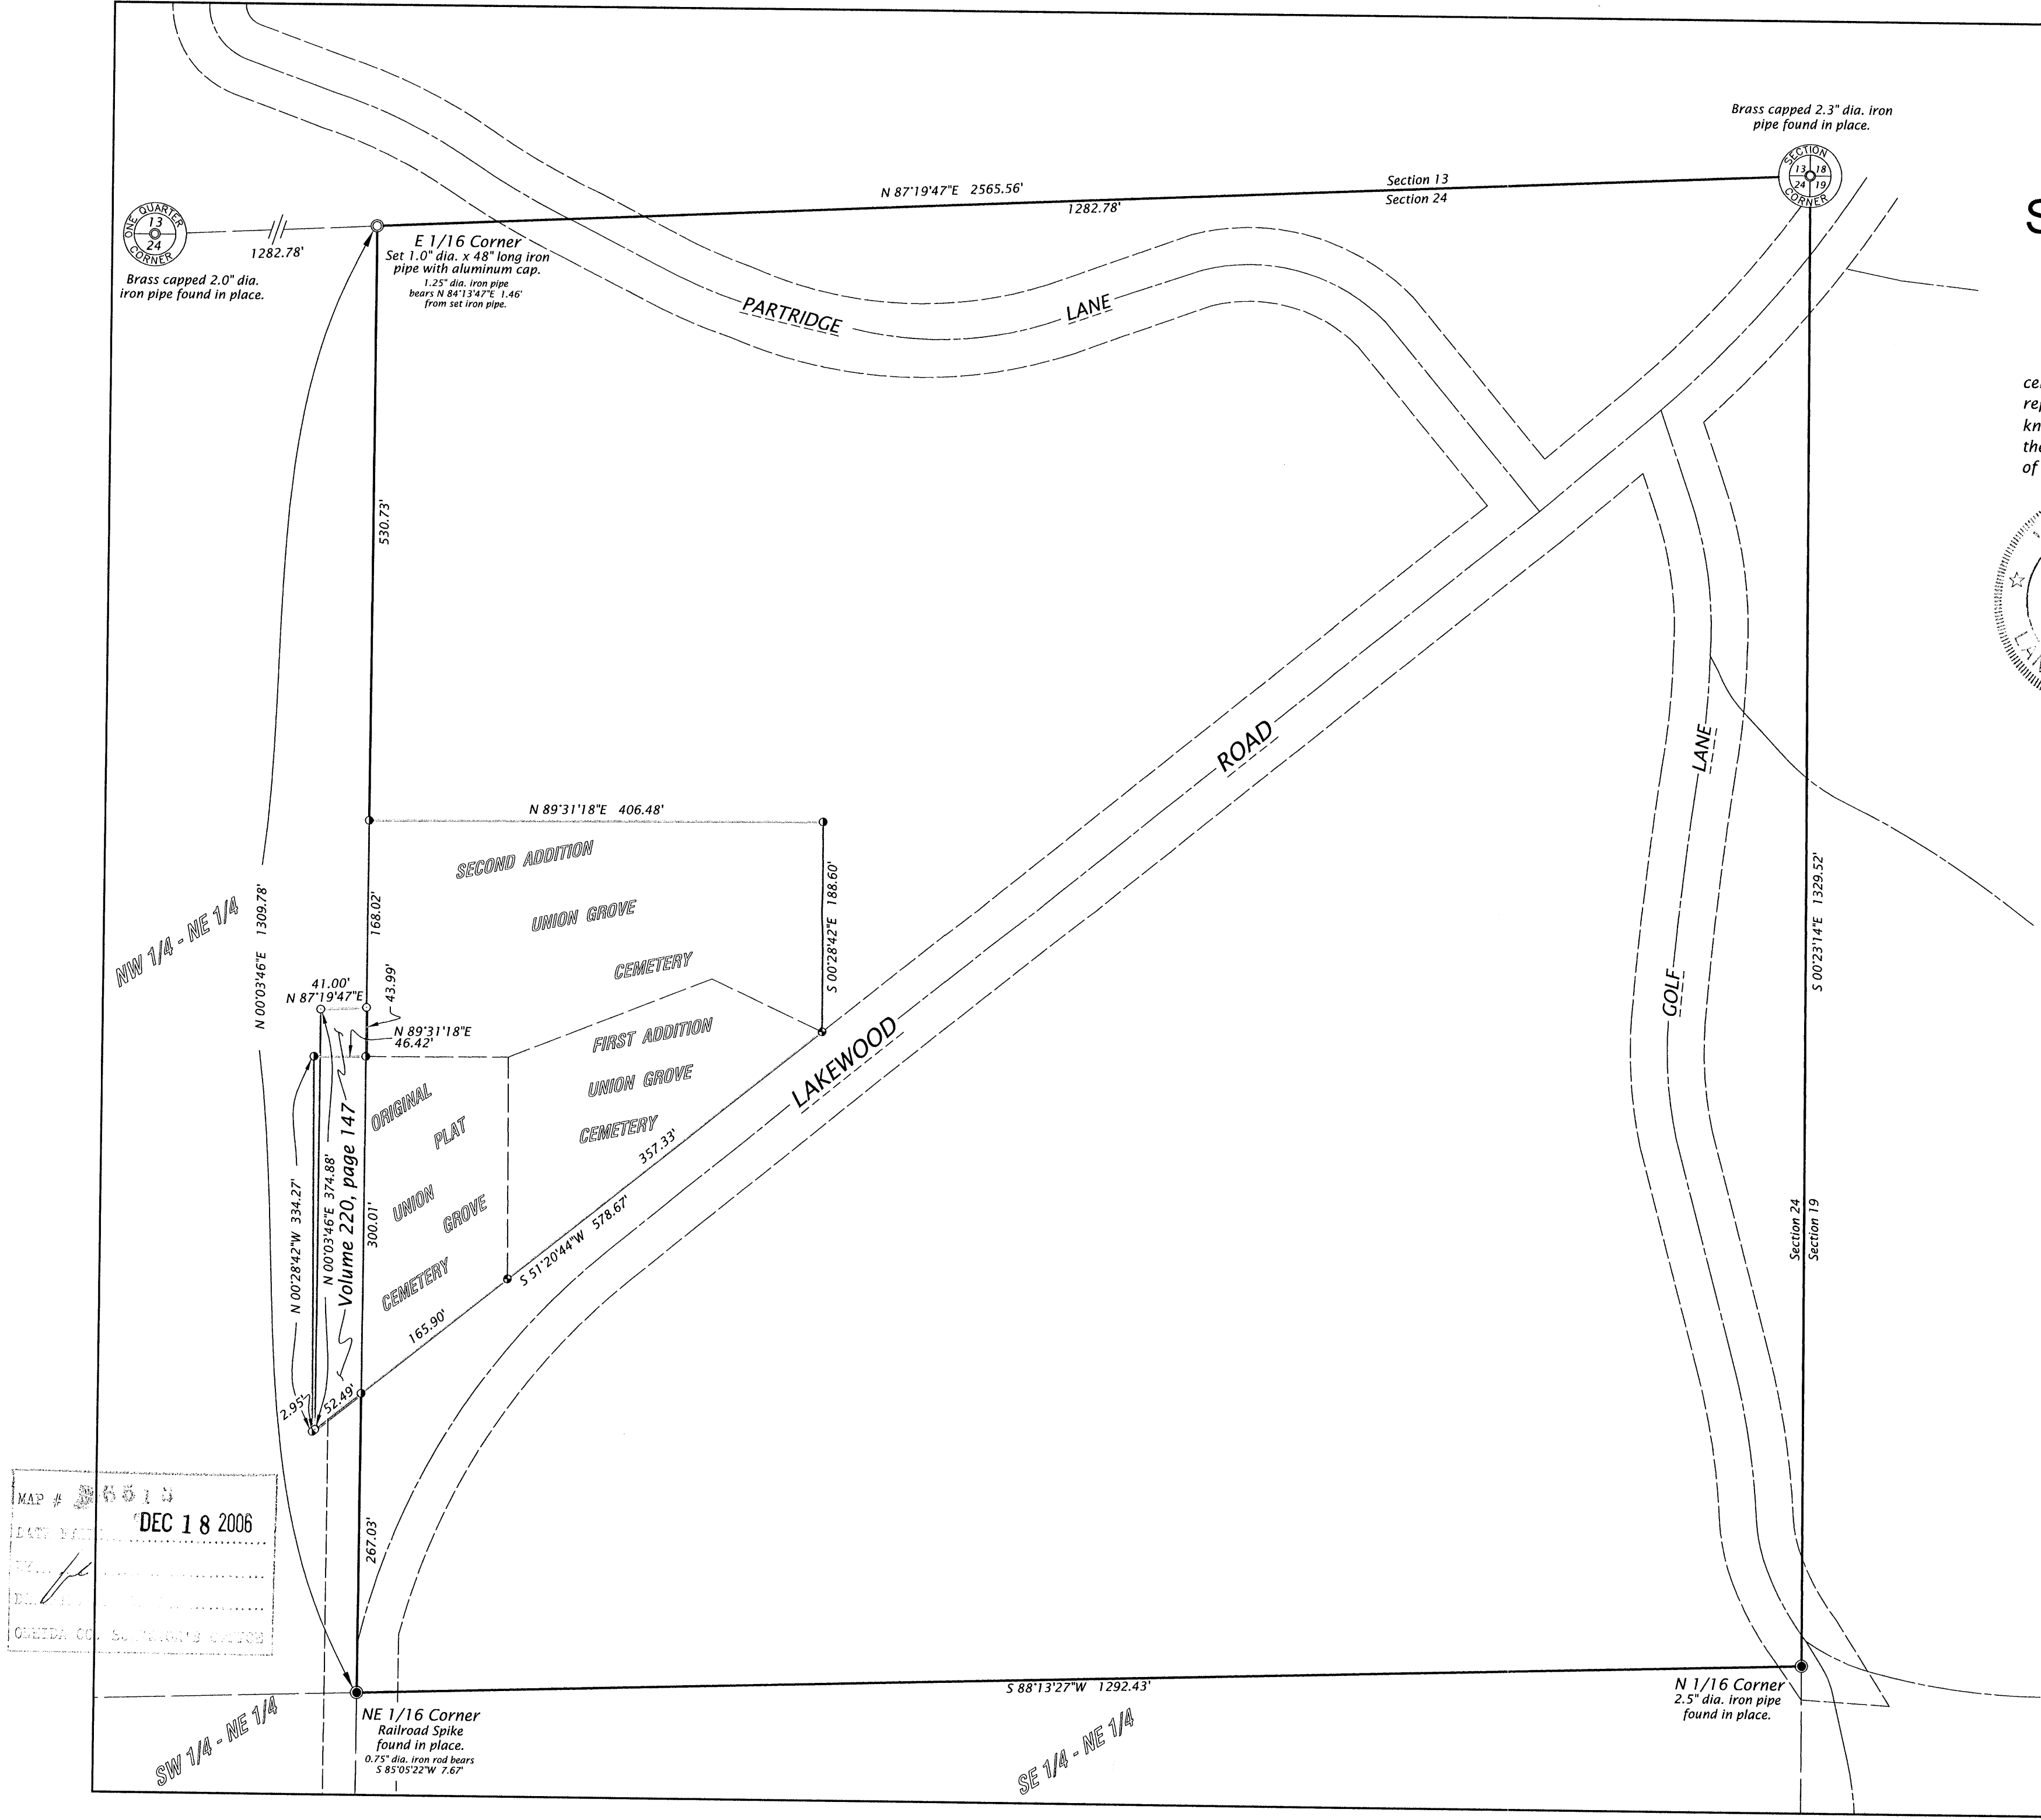 Brass capped 2.3" dia. iron
pipe found in place.
SECTION
13 18
24 19
CORNER
N 87°19'47"E 2565.56'
Section 13
1282.78'
Section 24
ONE QUARTER
13
24
CORNER
1282.78'
Brass capped 2.0" dia.
iron pipe found in place.
E 1/16 Corner
Set 1.0" dia. x 48" long iron
pipe with aluminum cap.
1.25" dia. iron pipe
bears N 84°13'47"E 1.46'
from set iron pipe.
PARTRIDGE LANE
530.73'
N 89°31'18"E 406.48'
SECOND ADDITION
UNION GROVE
CEMETERY
168.02'
S 00°28'42"E 188.60'
NW 1/4 - NE 1/4
N 00°03'46"E 1309.78'
41.00'
N 87°19'47"E
43.99'
N 89°31'18"E
46.42'
FIRST ADDITION
UNION GROVE
CEMETERY
ORIGINAL
PLAT
UNION
GROVE
CEMETERY
LAKEWOOD ROAD
GOLF LANE
S 00°23'14"E 1329.52'
Section 24
Section 19
N 00°28'42"W 334.27'
N 00°03'46"E 374.88'
Volume 220, page 147
300.01'
357.33'
S 51°20'44"W 578.67'
165.90'
52.49'
2.95'
267.03'
MAP #
DEC 18 2006
S 88°13'27"W 1292.43'
NE 1/16 Corner
Railroad Spike
found in place.
0.75" dia. iron rod bears
S 85°05'22"W 7.67'
N 1/16 Corner
2.5" dia. iron pipe
found in place.
SW 1/4 - NE 1/4
SE 1/4 - NE 1/4
of